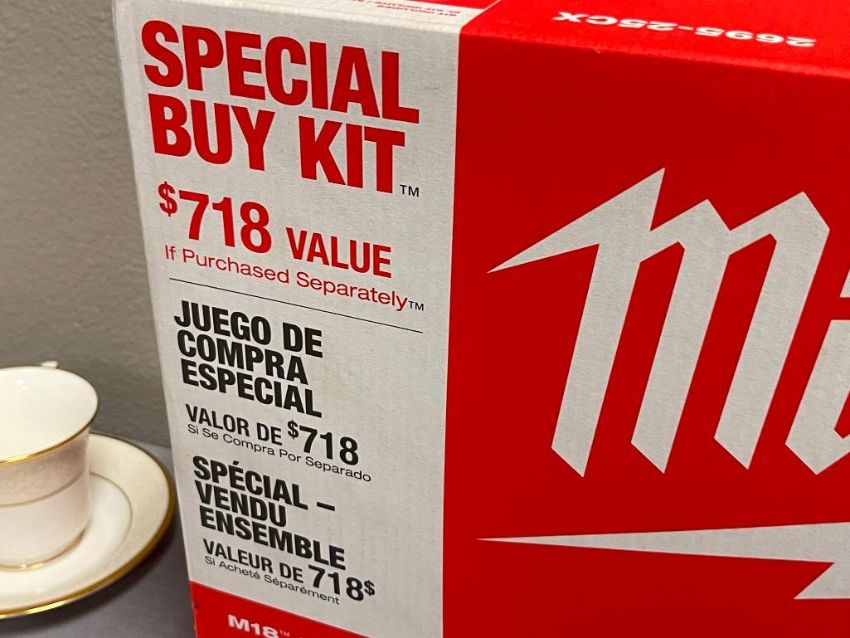 2695-25CX
SPECIAL
BUY KIT™
$718 VALUE
If Purchased Separately™
JUEGO DE
COMPRA
ESPECIAL
VALOR DE $718
Si Se Compra Por Separado
SPÉCIAL –
VENDU
ENSEMBLE
VALEUR DE 718$
Si Acheté Séparément
M18™
Mi